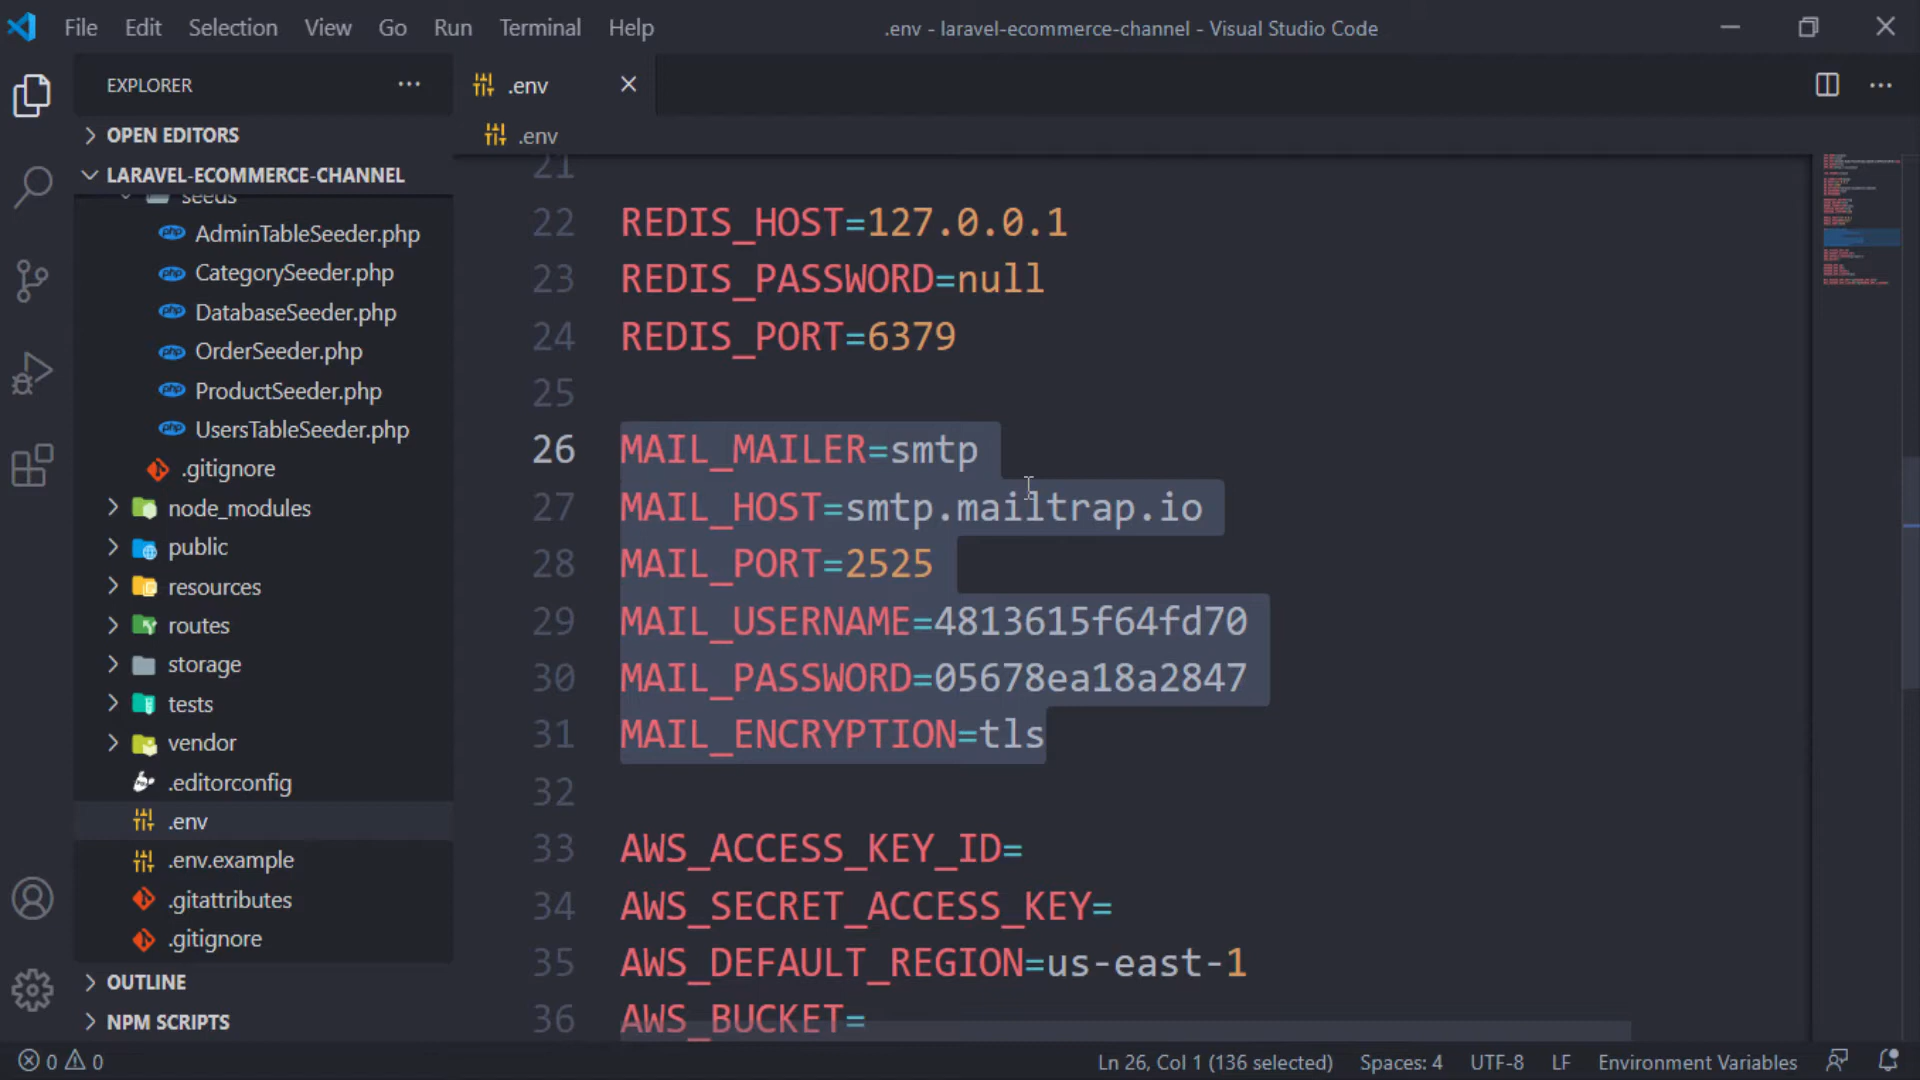 File Edit Selection View Go Run Terminal Help .env - laravel-ecommerce-channel - Visual Studio Code
EXPLORER
OPEN EDITORS
LARAVEL-ECOMMERCE-CHANNEL
seeds
AdminTableSeeder.php
CategorySeeder.php
DatabaseSeeder.php
OrderSeeder.php
ProductSeeder.php
UsersTableSeeder.php
.gitignore
node_modules
public
resources
routes
storage
tests
vendor
.editorconfig
.env
.env.example
.gitattributes
.gitignore
OUTLINE
NPM SCRIPTS
.env
.env
21
22 REDIS_HOST=127.0.0.1
23 REDIS_PASSWORD=null
24 REDIS_PORT=6379
25
26 MAIL_MAILER=smtp
27 MAIL_HOST=smtp.mailtrap.io
28 MAIL_PORT=2525
29 MAIL_USERNAME=4813615f64fd70
30 MAIL_PASSWORD=05678ea18a2847
31 MAIL_ENCRYPTION=tls
32
33 AWS_ACCESS_KEY_ID=
34 AWS_SECRET_ACCESS_KEY=
35 AWS_DEFAULT_REGION=us-east-1
36 AWS_BUCKET=
0 0 Ln 26, Col 1 (136 selected) Spaces: 4 UTF-8 LF Environment Variables